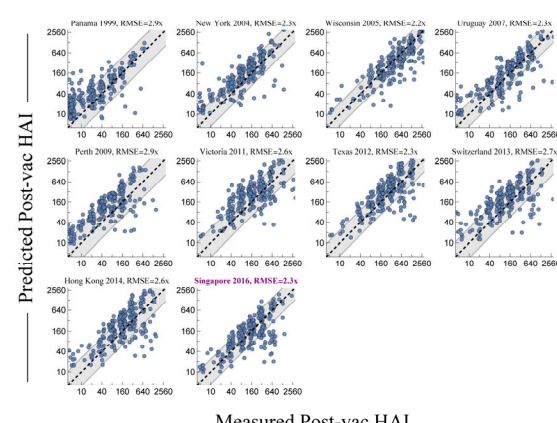 Panama 1999, RMSE=2.9x
New York 2004, RMSE=2.3x
Wisconsin 2005, RMSE=2.2x
Uruguay 2007, RMSE=2.3x
2560
640
160
40
10
2560
640
160
40
10
2560
640
160
40
10
2560
640
160
40
10
10 40 160 640 2560
10 40 160 640 2560
10 40 160 640 2560
10 40 160 640 2560
Perth 2009, RMSE=2.9x
Victoria 2011, RMSE=2.6x
Texas 2012, RMSE=2.3x
Switzerland 2013, RMSE=2.7x
2560
640
160
40
10
2560
640
160
40
10
2560
640
160
40
10
2560
640
160
40
10
10 40 160 640 2560
10 40 160 640 2560
10 40 160 640 2560
10 40 160 640 2560
Hong Kong 2014, RMSE=2.6x
Singapore 2016, RMSE=2.3x
2560
640
160
40
10
2560
640
160
40
10
10 40 160 640 2560
10 40 160 640 2560
Predicted Post-vac HAI
Measured Post-vac HAI